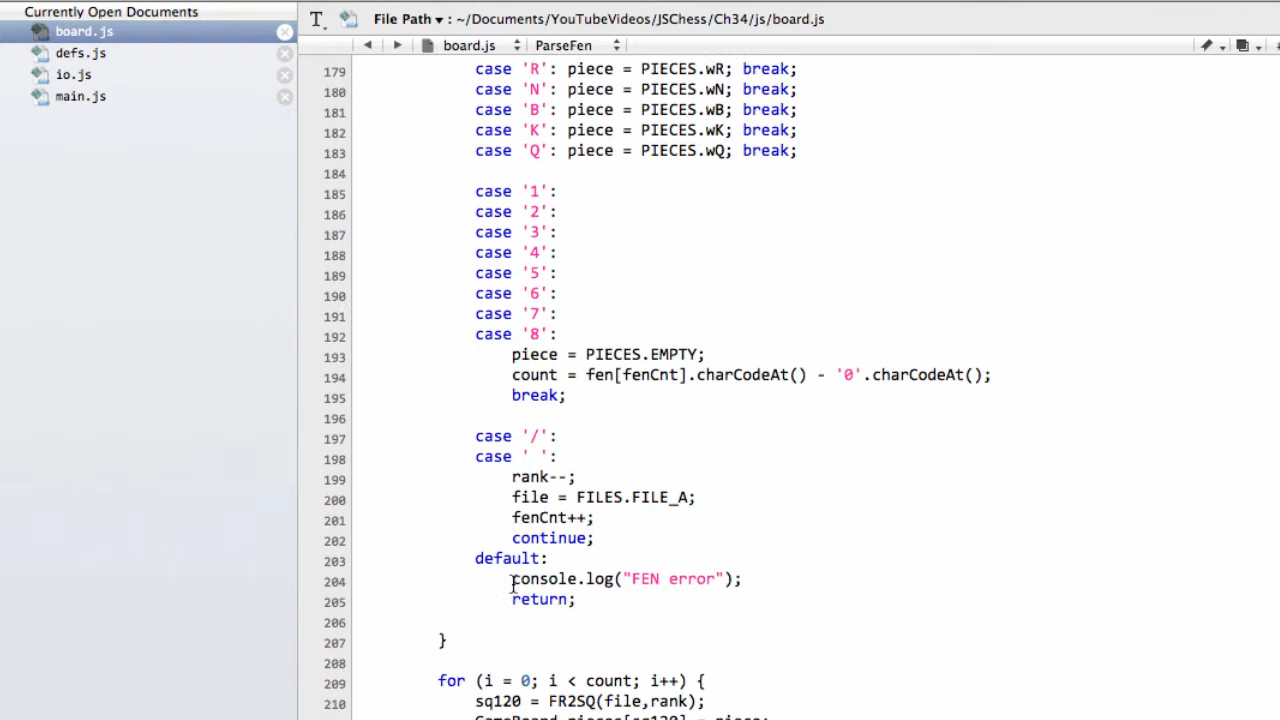 Currently Open Documents
board.js
defs.js
io.js
main.js
T
File Path ▾ : ~/Documents/YouTubeVideos/JSChess/Ch34/js/board.js
board.js
ParseFen
179 case 'R': piece = PIECES.wR; break;
180 case 'N': piece = PIECES.wN; break;
181 case 'B': piece = PIECES.wB; break;
182 case 'K': piece = PIECES.wK; break;
183 case 'Q': piece = PIECES.wQ; break;
184
185 case '1':
186 case '2':
187 case '3':
188 case '4':
189 case '5':
190 case '6':
191 case '7':
192 case '8':
193 piece = PIECES.EMPTY;
194 count = fen[fenCnt].charCodeAt() - '0'.charCodeAt();
195 break;
196
197 case '/':
198 case ' ':
199 rank--;
200 file = FILES.FILE_A;
201 fenCnt++;
202 continue;
203 default:
204 console.log("FEN error");
205 return;
206
207 }
208
209 for (i = 0; i < count; i++) {
210 sq120 = FR2SQ(file,rank);